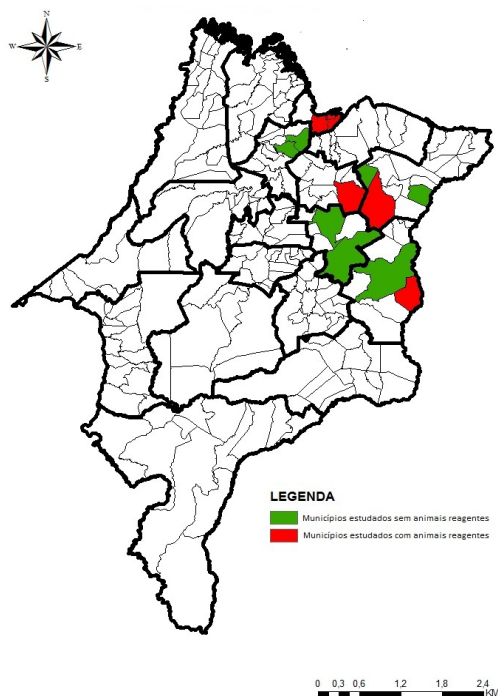 N
W E
S
LEGENDA
Municípios estudados sem animais reagentes
Municípios estudados com animais reagentes
0 0,3 0,6 1,2 1,8 2,4
KM